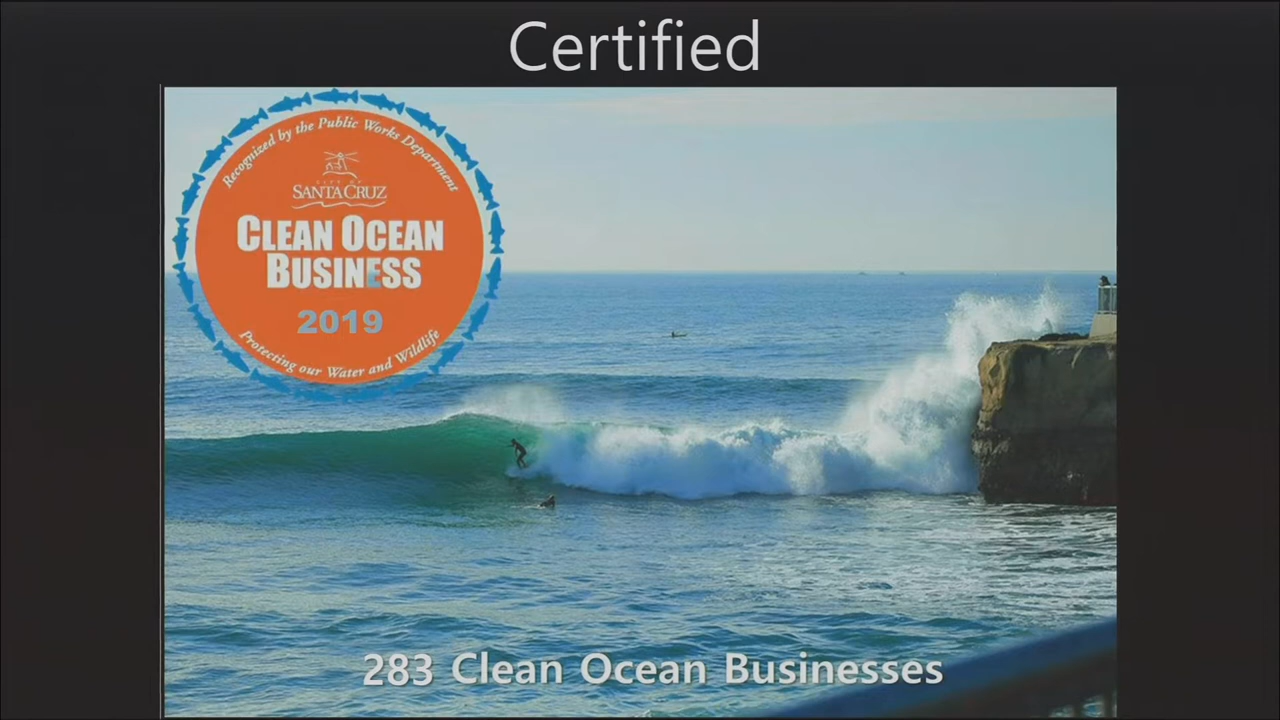 Certified
Recognized by the Public Works Department
CITY OF
SANTA CRUZ
CLEAN OCEAN
BUSINESS
2019
Protecting our Water and Wildlife
283 Clean Ocean Businesses